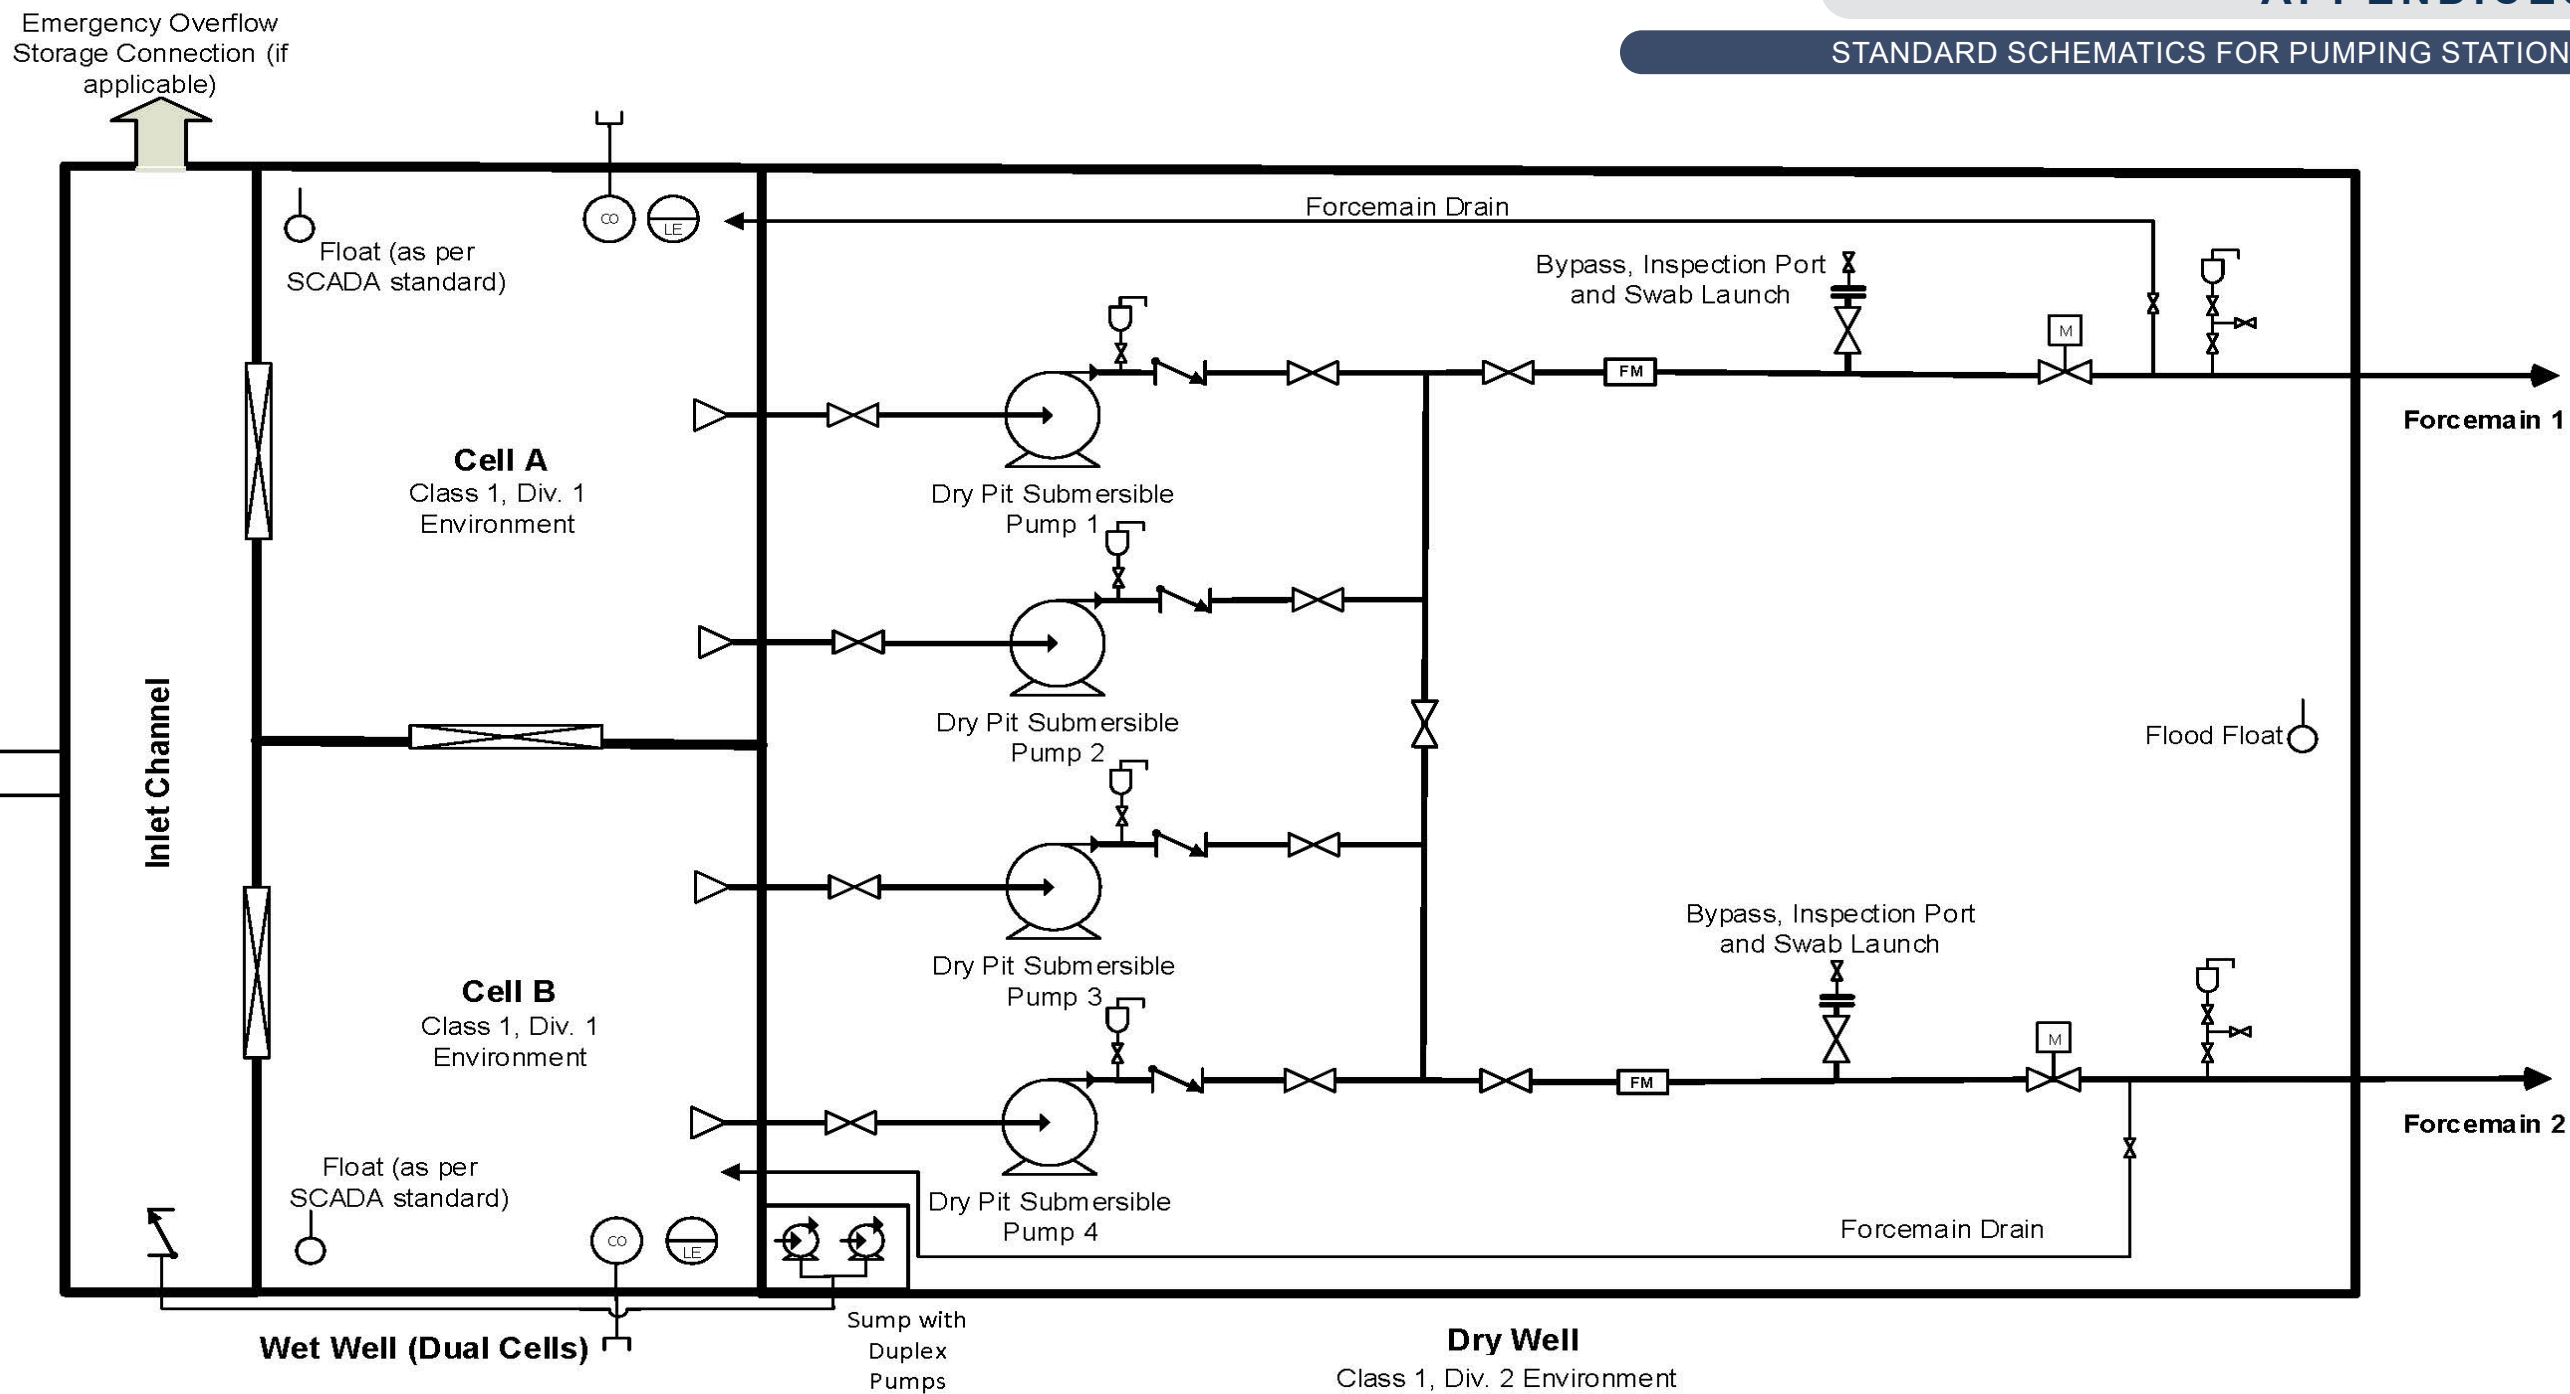 APPENDICES
STANDARD SCHEMATICS FOR PUMPING STATION
Emergency Overflow
Storage Connection (if
applicable)
CO
LE
Forcemain Drain
Float (as per
SCADA standard)
Bypass, Inspection Port
and Swab Launch
M
FM
Forcemain 1
Cell A
Class 1, Div. 1
Environment
Dry Pit Submersible
Pump 1
Inlet Channel
Dry Pit Submersible
Pump 2
Flood Float
Bypass, Inspection Port
and Swab Launch
Dry Pit Submersible
Pump 3
Cell B
Class 1, Div. 1
Environment
M
FM
Forcemain 2
Float (as per
SCADA standard)
Dry Pit Submersible
Pump 4
Forcemain Drain
CO
LE
Sump with
Duplex
Pumps
Wet Well (Dual Cells)
Dry Well
Class 1, Div. 2 Environment